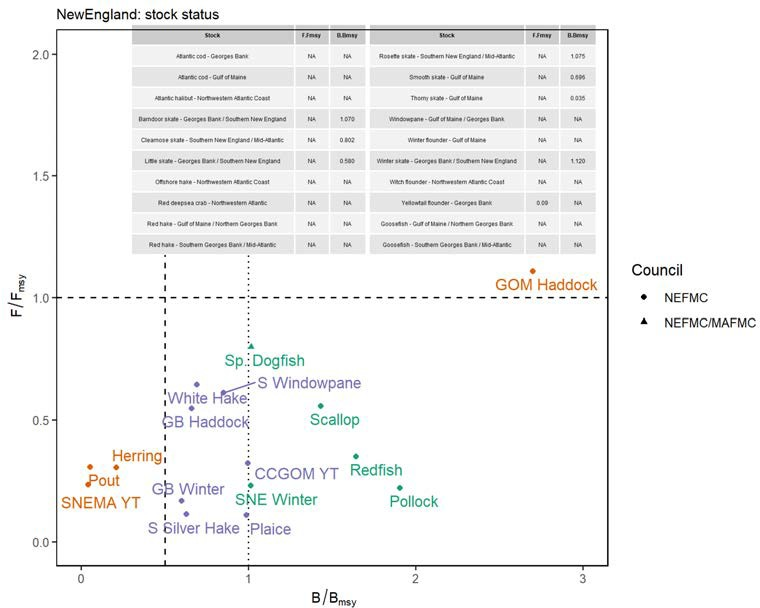 NewEngland: stock status
Stock F.Fmsy B.Bmsy Stock F.Fmsy B.Bmsy
Atlantic cod - Georges Bank NA NA Rosette skate - Southern New England / Mid-Atlantic NA 1.075
Atlantic cod - Gulf of Maine NA NA Smooth skate - Gulf of Maine NA 0.696
Atlantic halibut - Northwestern Atlantic Coast NA NA Thorny skate - Gulf of Maine NA 0.035
Barndoor skate - Georges Bank / Southern New England NA 1.070 Windowpane - Gulf of Maine / Georges Bank NA NA
Clearnose skate - Southern New England / Mid-Atlantic NA 0.802 Winter flounder - Gulf of Maine NA NA
Little skate - Georges Bank / Southern New England NA 0.580 Winter skate - Georges Bank / Southern New England NA 1.120
Offshore hake - Northwestern Atlantic Coast NA NA Witch flounder - Northwestern Atlantic Coast NA NA
Red deepsea crab - Northwestern Atlantic NA NA Yellowtail flounder - Georges Bank 0.09 NA
Red hake - Gulf of Maine / Northern Georges Bank NA NA Goosefish - Gulf of Maine / Northern Georges Bank NA NA
Red hake - Southern Georges Bank / Mid-Atlantic NA NA Goosefish - Southern Georges Bank / Mid-Atlantic NA NA
2.0
1.5
1.0
0.5
0.0
F/Fmsy
GOM Haddock
Sp. Dogfish
S Windowpane
White Hake
GB Haddock
Scallop
Herring
Pout
SNEMA YT
CCGOM YT
Redfish
GB Winter
SNE Winter
Pollock
S Silver Hake
Plaice
0 1 2 3
B/Bmsy
Council
NEFMC
NEFMC/MAFMC